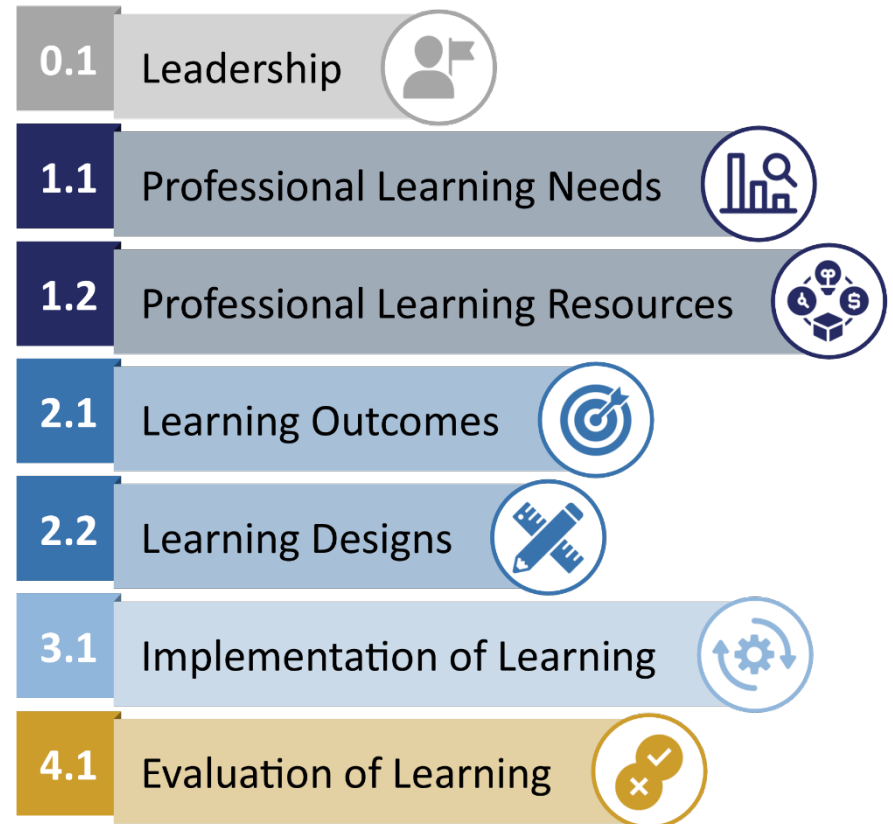 0.1 Leadership
1.1 Professional Learning Needs
1.2 Professional Learning Resources
2.1 Learning Outcomes
2.2 Learning Designs
3.1 Implementation of Learning
4.1 Evaluation of Learning